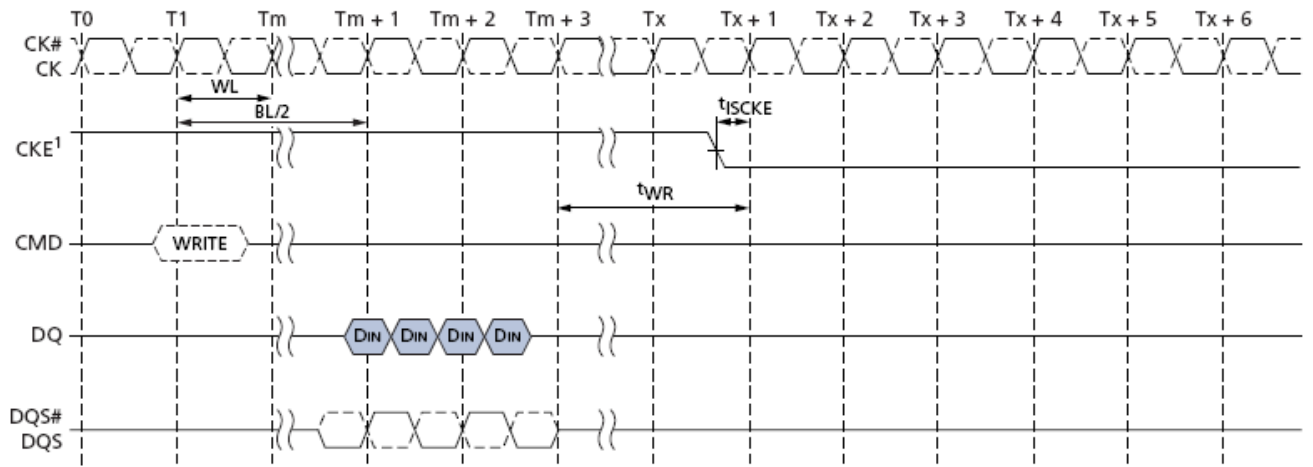 T0 T1 Tm Tm + 1 Tm + 2 Tm + 3 Tx Tx + 1 Tx + 2 Tx + 3 Tx + 4 Tx + 5 Tx + 6
CK#
CK
WL
BL/2
tISCKE
CKE1
tWR
CMD WRITE
DQ DIN DIN DIN DIN
DQS#
DQS